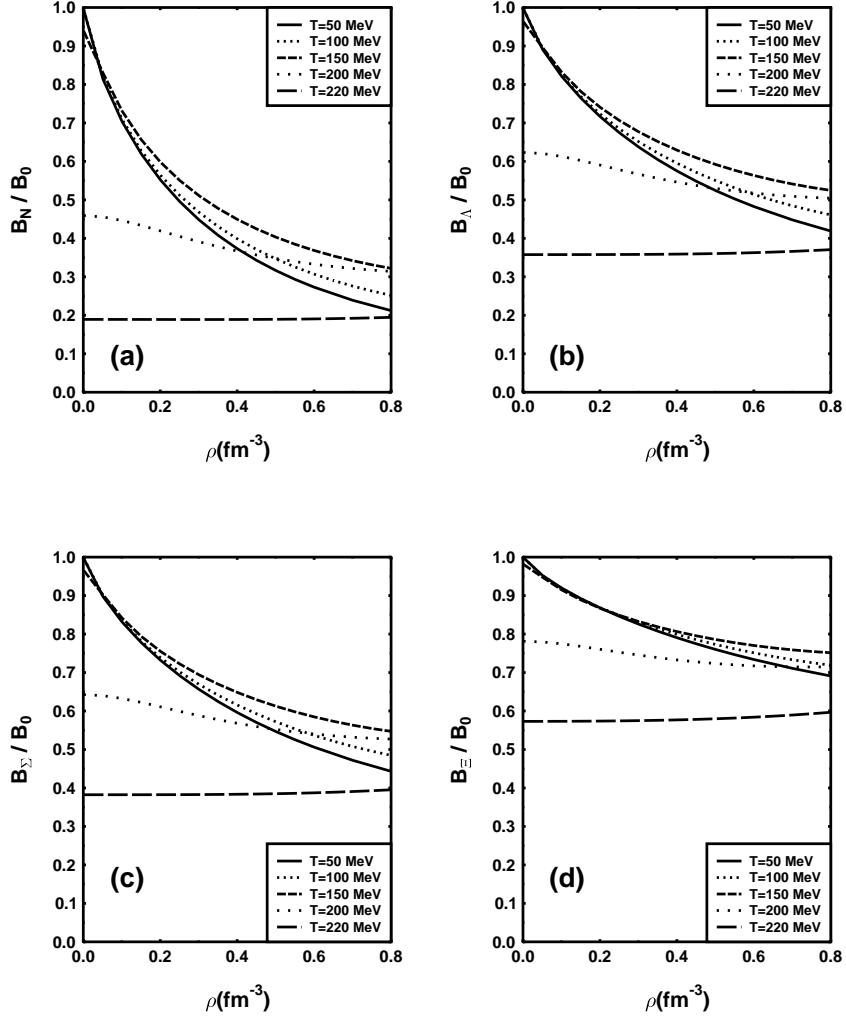 1.0
0.9
0.8
0.7
0.6
0.5
0.4
0.3
0.2
0.1
0.0
B_N / B_0
T=50 MeV
T=100 MeV
T=150 MeV
T=200 MeV
T=220 MeV
(a)
0.0 0.2 0.4 0.6 0.8
ρ(fm⁻³)
1.0
0.9
0.8
0.7
0.6
0.5
0.4
0.3
0.2
0.1
0.0
B_Λ / B_0
T=50 MeV
T=100 MeV
T=150 MeV
T=200 MeV
T=220 MeV
(b)
0.0 0.2 0.4 0.6 0.8
ρ(fm⁻³)
1.0
0.9
0.8
0.7
0.6
0.5
0.4
0.3
0.2
0.1
0.0
B_Σ / B_0
(c)
T=50 MeV
T=100 MeV
T=150 MeV
T=200 MeV
T=220 MeV
0.0 0.2 0.4 0.6 0.8
ρ(fm⁻³)
1.0
0.9
0.8
0.7
0.6
0.5
0.4
0.3
0.2
0.1
0.0
B_Ξ / B_0
(d)
T=50 MeV
T=100 MeV
T=150 MeV
T=200 MeV
T=220 MeV
0.0 0.2 0.4 0.6 0.8
ρ(fm⁻³)